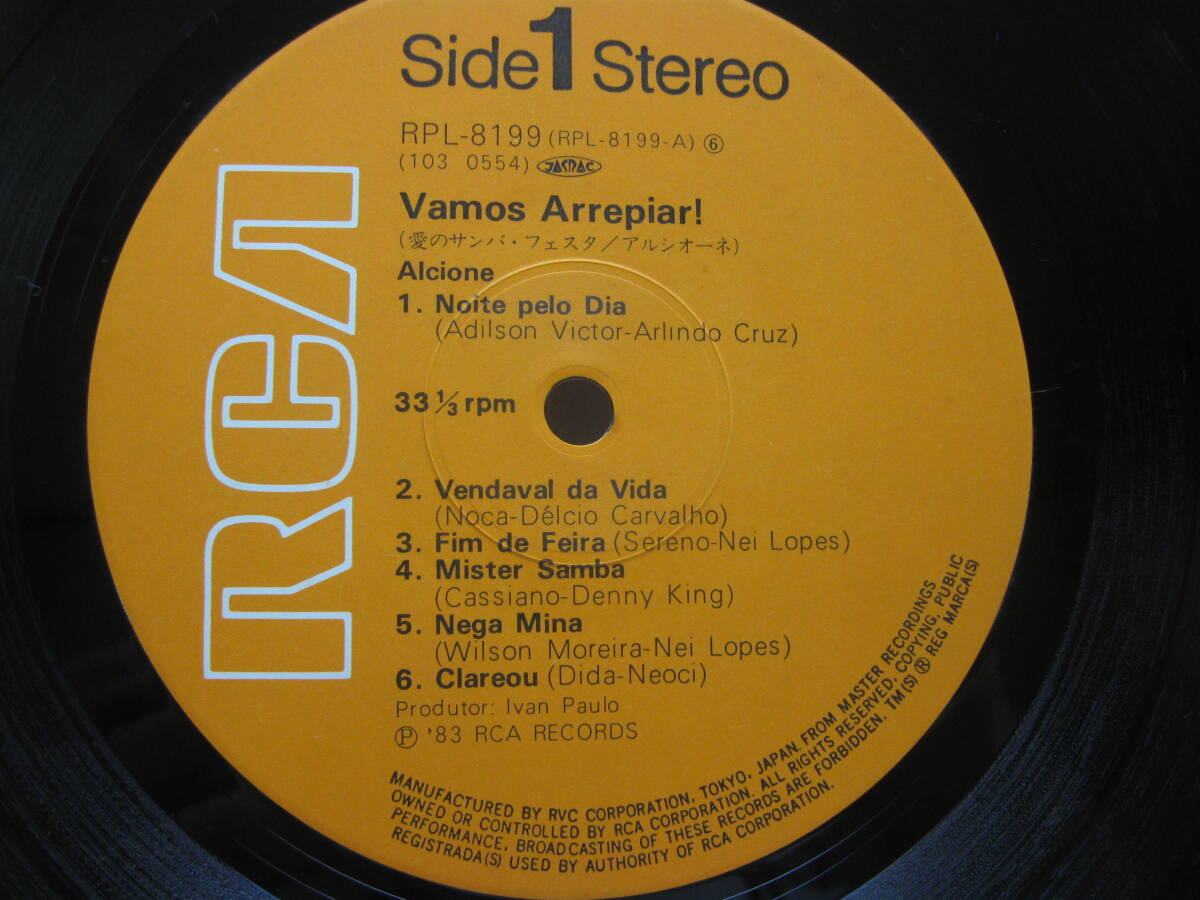 Side 1 Stereo
RPL-8199 (RPL-8199-A) ⑥
(103 0554) JASRAC
Vamos Arrepiar!
(愛のサンバ・フェスタ/アルシオーネ)
Alcione
1. Noite pelo Dia
(Adilson Victor-Arlindo Cruz)
33 1/3 rpm
2. Vendaval da Vida
(Noca-Délcio Carvalho)
3. Fim de Feira (Sereno-Nei Lopes)
4. Mister Samba
(Cassiano-Denny King)
5. Nega Mina
(Wilson Moreira-Nei Lopes)
6. Clareou (Dida-Neoci)
Produtor: Ivan Paulo
Ⓟ '83 RCA RECORDS
MANUFACTURED BY RVC CORPORATION, TOKYO, JAPAN. FROM MASTER RECORDINGS
OWNED OR CONTROLLED BY RCA CORPORATION. ALL RIGHTS RESERVED, COPYING, PUBLIC
PERFORMANCE, BROADCASTING OF THESE RECORDS ARE FORBIDDEN. TM(S) ® REG MARCA(S)
REGISTRADA(S) USED BY AUTHORITY OF RCA CORPORATION.
RCA